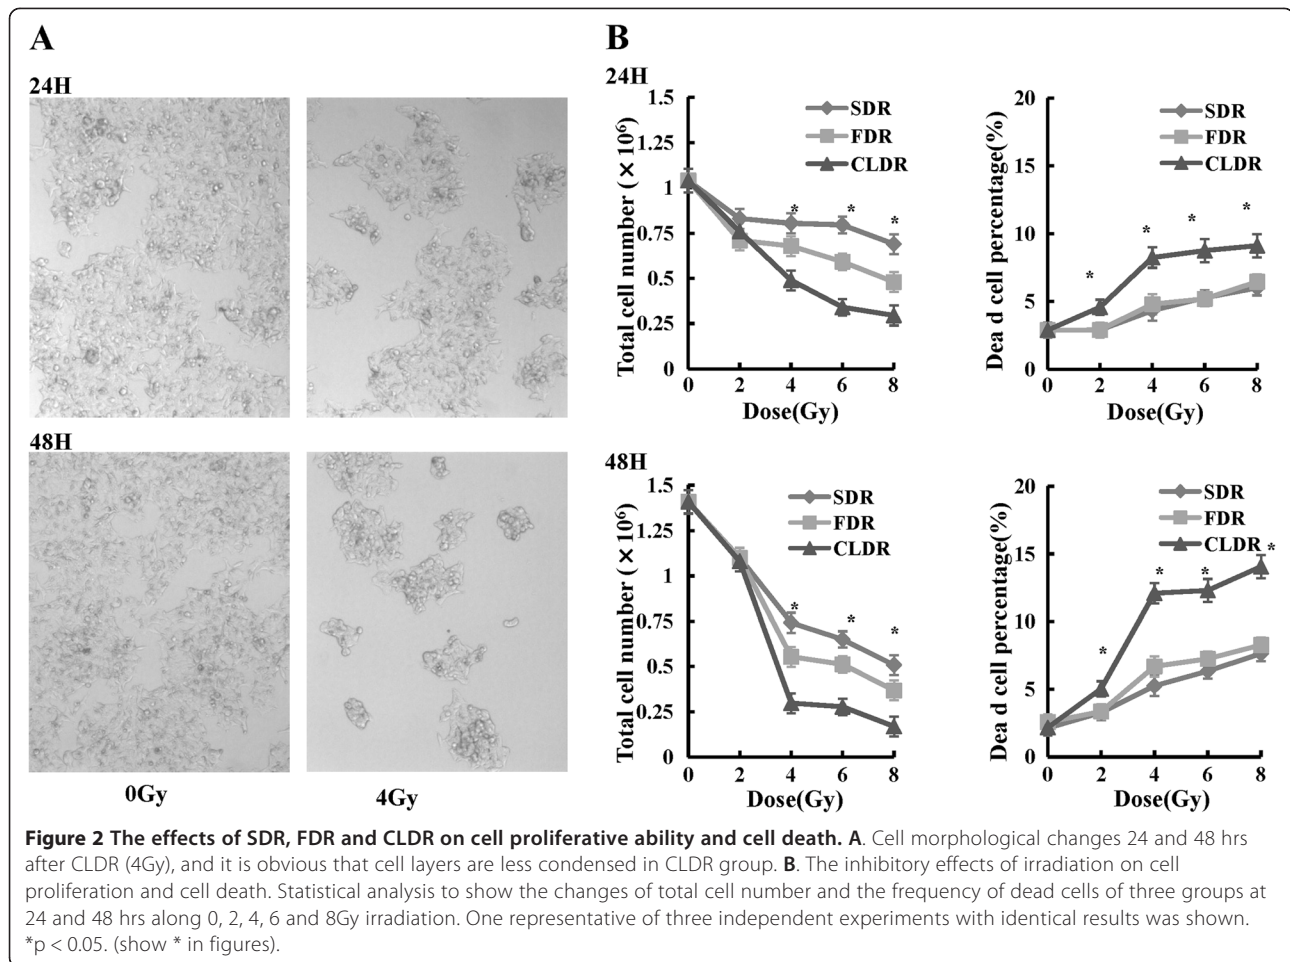 A
24H
48H
0Gy
4Gy
B
24H
Total cell number (×10⁶)
1.5
1.25
1
0.75
0.5
0.25
0
SDR
FDR
CLDR
*
*
*
0 2 4 6 8
Dose(Gy)
Dea d cell percentage(%)
20
15
10
5
0
SDR
FDR
CLDR
*
*
*
*
0 2 4 6 8
Dose(Gy)
48H
Total cell number (×10⁶)
1.5
1.25
1
0.75
0.5
0.25
0
SDR
FDR
CLDR
*
*
*
0 2 4 6 8
Dose(Gy)
Dea d cell percentage(%)
20
15
10
5
0
SDR
FDR
CLDR
*
*
*
*
0 2 4 6 8
Dose(Gy)
Figure 2 The effects of SDR, FDR and CLDR on cell proliferative ability and cell death. A. Cell morphological changes 24 and 48 hrs
after CLDR (4Gy), and it is obvious that cell layers are less condensed in CLDR group. B. The inhibitory effects of irradiation on cell
proliferation and cell death. Statistical analysis to show the changes of total cell number and the frequency of dead cells of three groups at
24 and 48 hrs along 0, 2, 4, 6 and 8Gy irradiation. One representative of three independent experiments with identical results was shown.
*p < 0.05. (show * in figures).